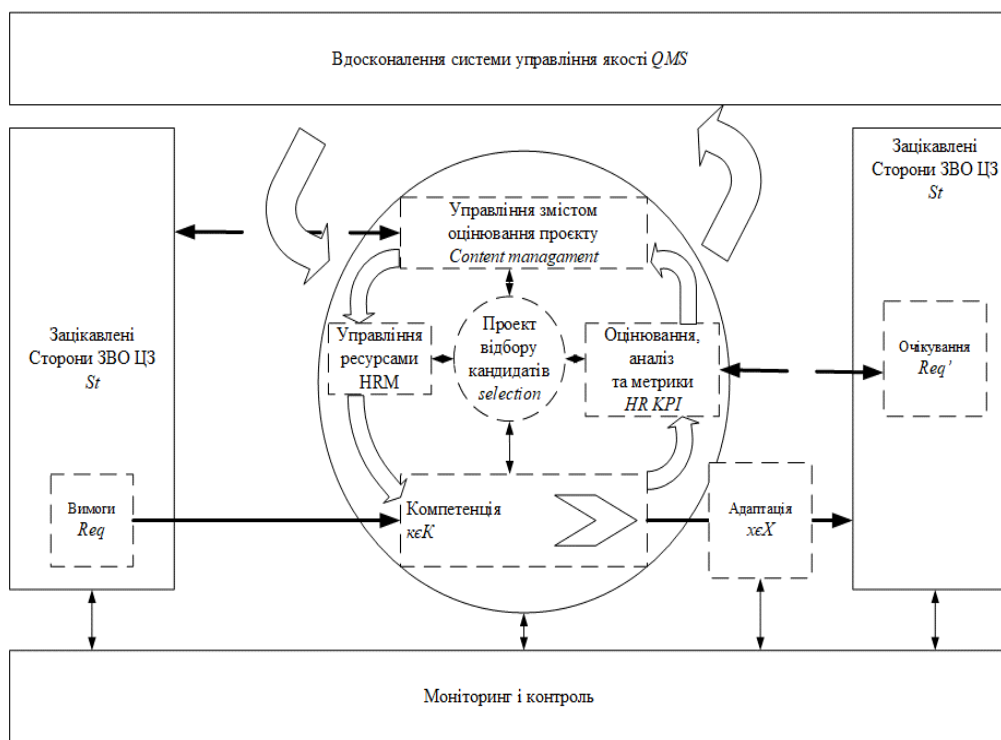 Вдосконалення системи управління якості QMS
Зацікавлені
Сторони ЗВО ЦЗ
St
Управління змістом
оцінювання проєкту
Content managament
Зацікавлені
Сторони ЗВО ЦЗ
St
Управління
ресурсами
HRM
Проект
відбору
кандидатів
selection
Оцінювання,
аналіз
та метрики
HR KPI
Очікування
Req’
Вимоги
Req
Компетенція
кєК
Адаптація
хєХ
Моніторинг і контроль